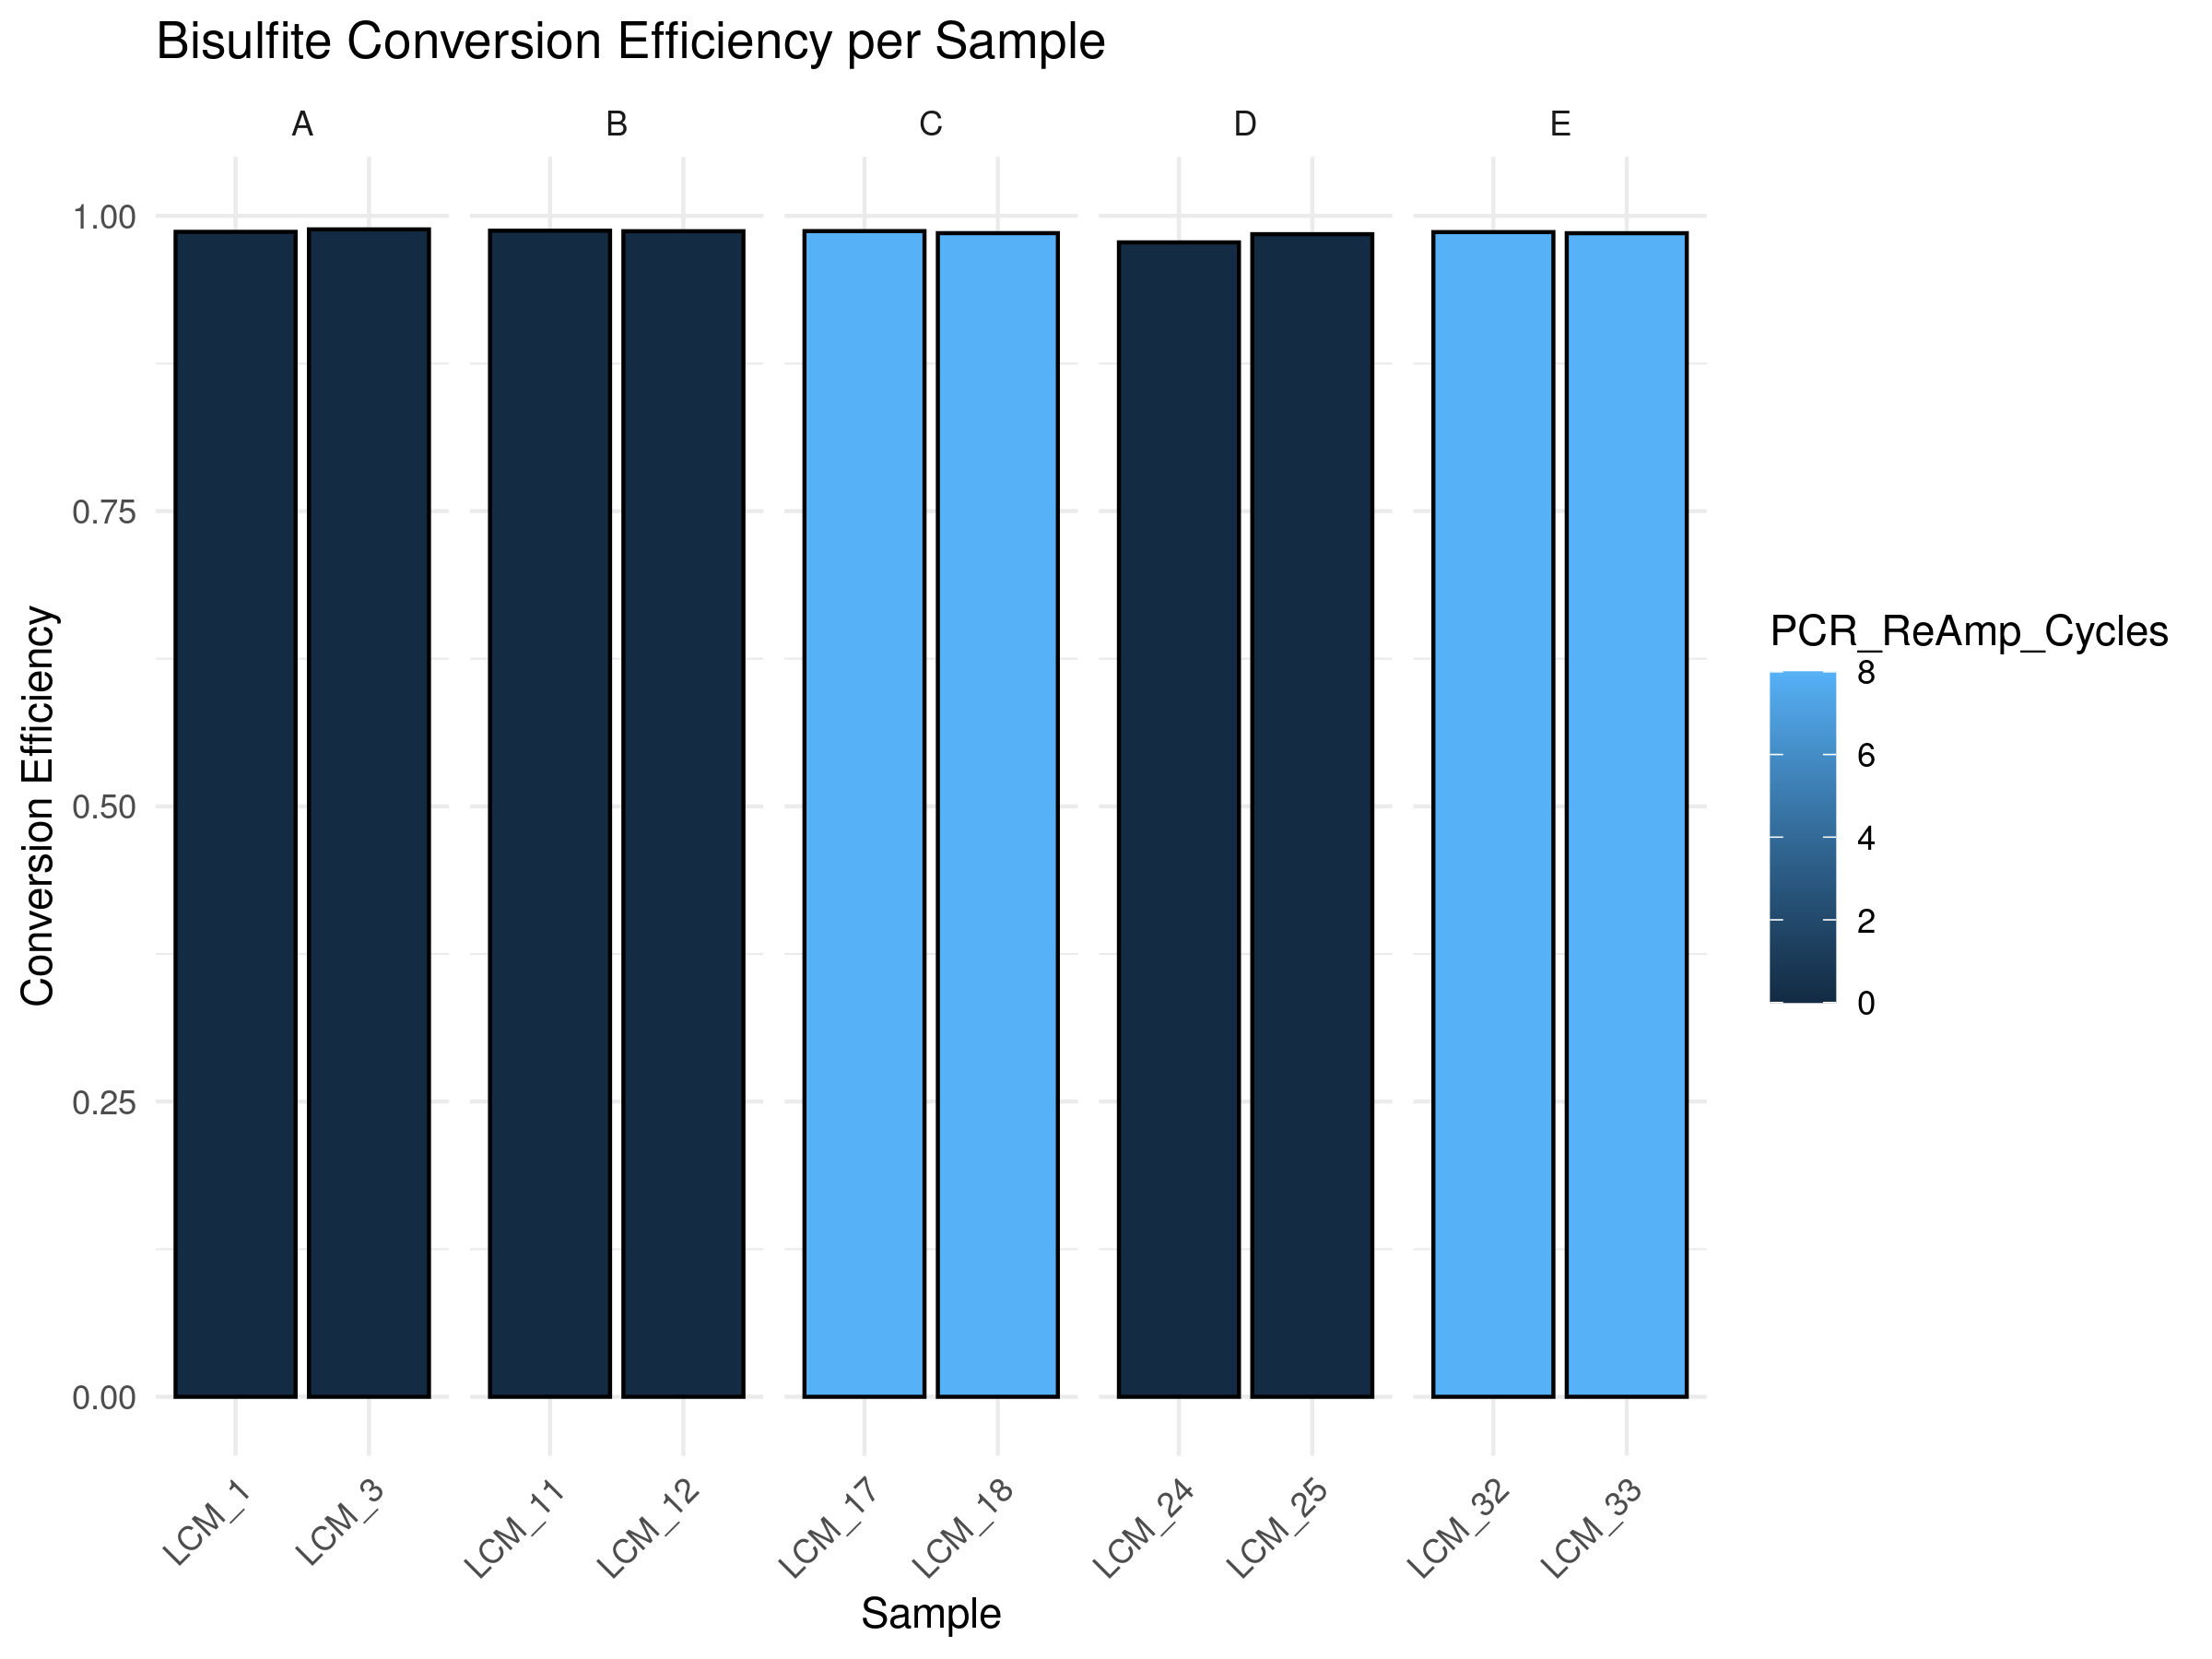 Bisulfite Conversion Efficiency per Sample
A B C D E
1.00
0.75
0.50
0.25
0.00
Conversion Efficiency
LCM_1 LCM_3 LCM_11 LCM_12 LCM_17 LCM_18 LCM_24 LCM_25 LCM_32 LCM_33
Sample
PCR_ReAmp_Cycles
8
6
4
2
0